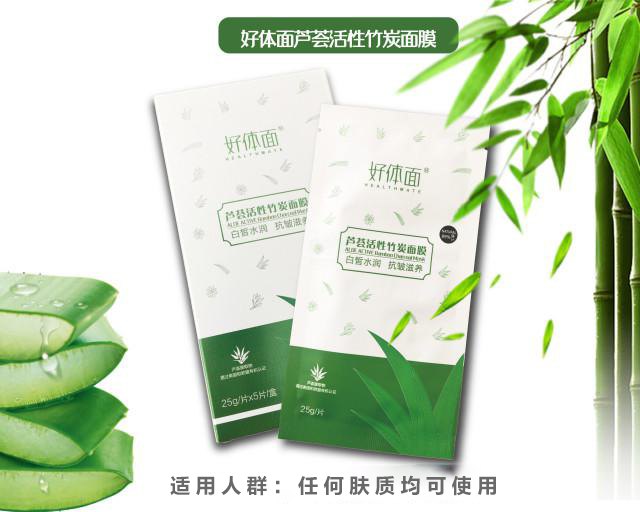 好体面芦荟活性竹炭面膜
好体面
HEALTHMATE
芦荟活性竹炭面膜
ALOE ACTIVE Bamboo Charcoal Mask
白皙水润 抗皱滋养
25g/片x5片/盒
好体面
HEALTHMATE
芦荟活性竹炭面膜
ALOE ACTIVE Bamboo Charcoal Mask
白皙水润 抗皱滋养
NATURAL
25g/片
适用人群：任何肤质均可使用